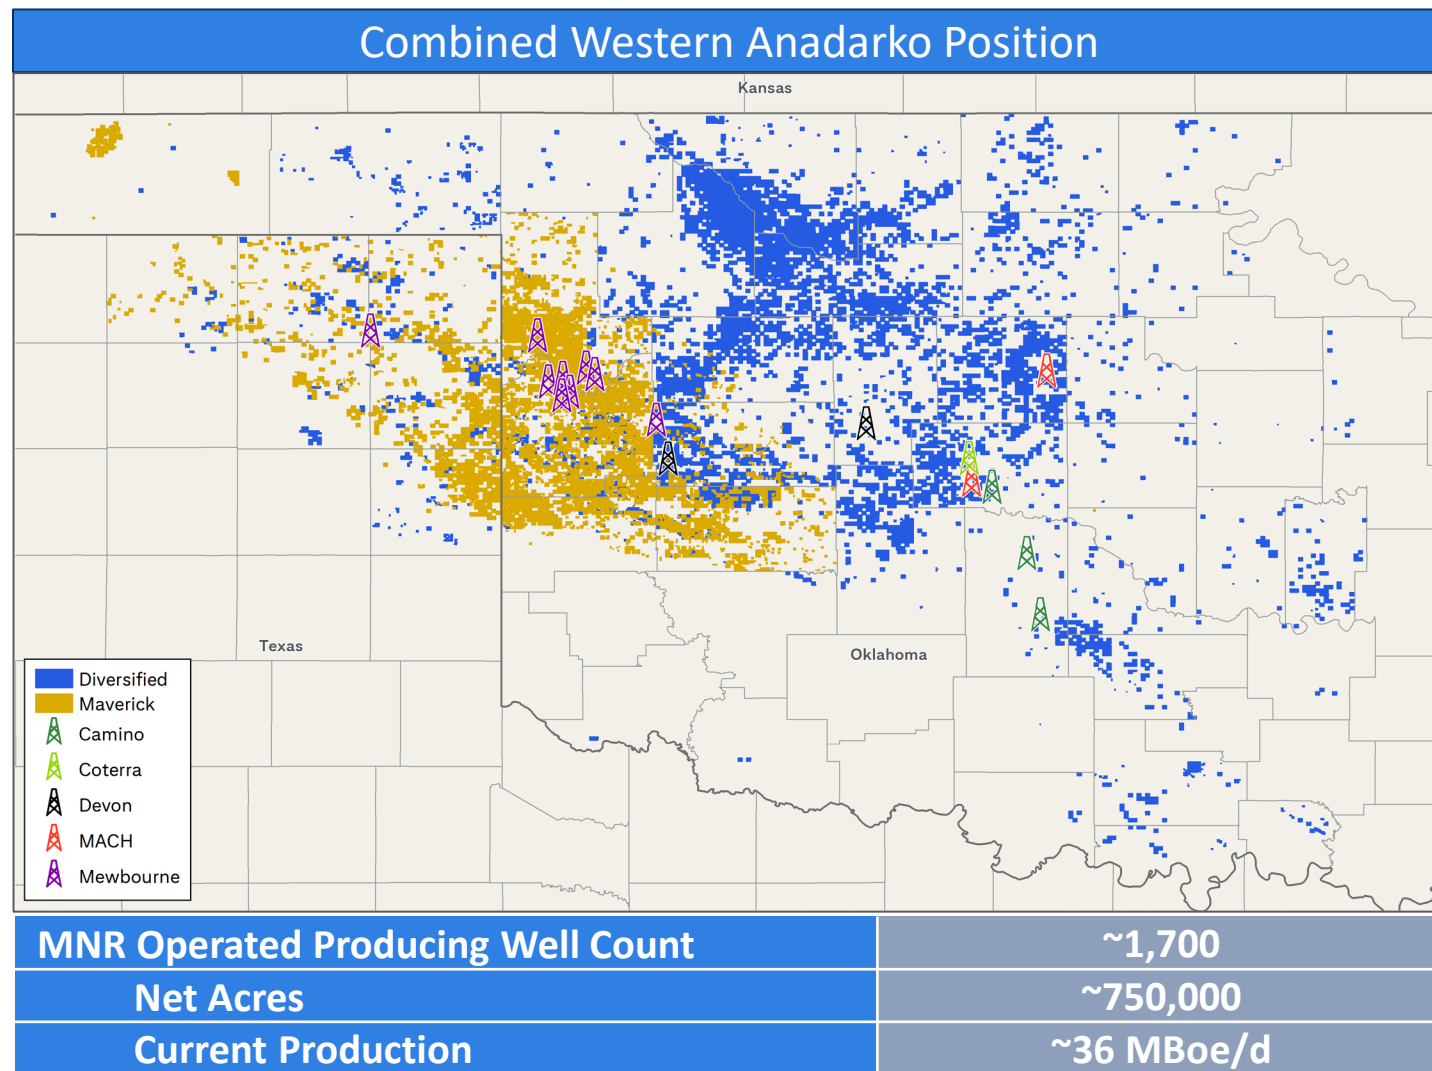 Combined Western Anadarko Position
Kansas
Texas
Oklahoma
Diversified
Maverick
Camino
Coterra
Devon
MACH
Mewbourne
MNR Operated Producing Well Count ~1,700
Net Acres ~750,000
Current Production ~36 MBoe/d